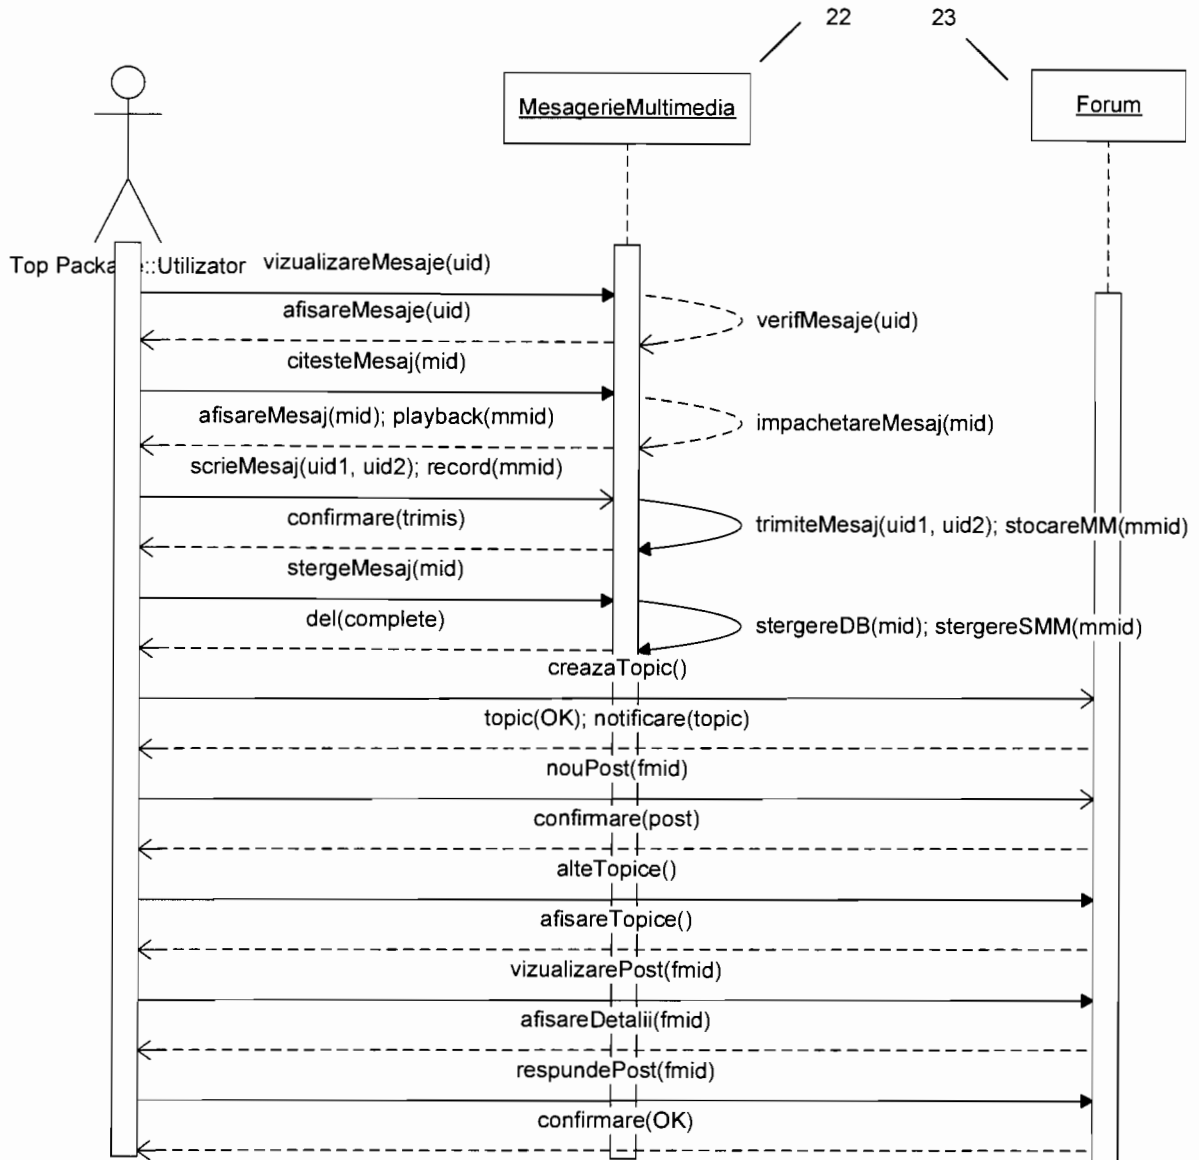 22 23
MesagerieMultimedia
Forum
Top Packa e::Utilizator
vizualizareMesaje(uid)
afisareMesaje(uid)
verifMesaje(uid)
citesteMesaj(mid)
afisareMesaj(mid); playback(mmid)
impachetareMesaj(mid)
scrieMesaj(uid1, uid2); record(mmid)
confirmare(trimis)
trimiteMesaj(uid1, uid2); stocareMM(mmid)
stergeMesaj(mid)
del(complete)
stergereDB(mid); stergereSMM(mmid)
creazaTopic()
topic(OK); notificare(topic)
nouPost(fmid)
confirmare(post)
alteTopice()
afisareTopice()
vizualizarePost(fmid)
afisareDetalii(fmid)
respundePost(fmid)
confirmare(OK)